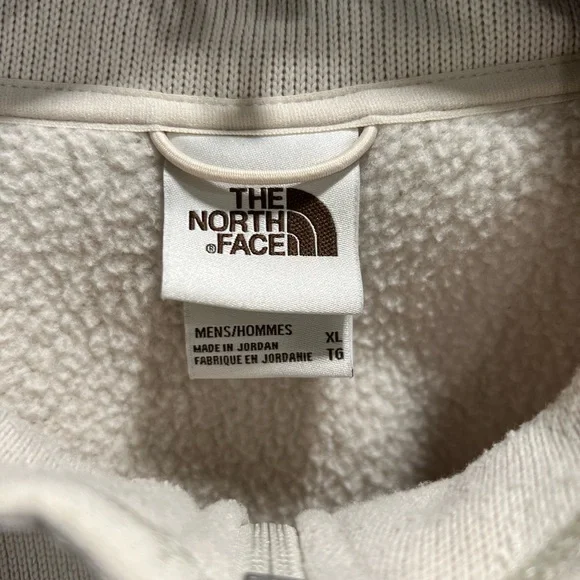 THE
NORTH
®FACE
MENS/HOMMES XL
MADE IN JORDAN
FABRIQUE EN JORDANIE TG